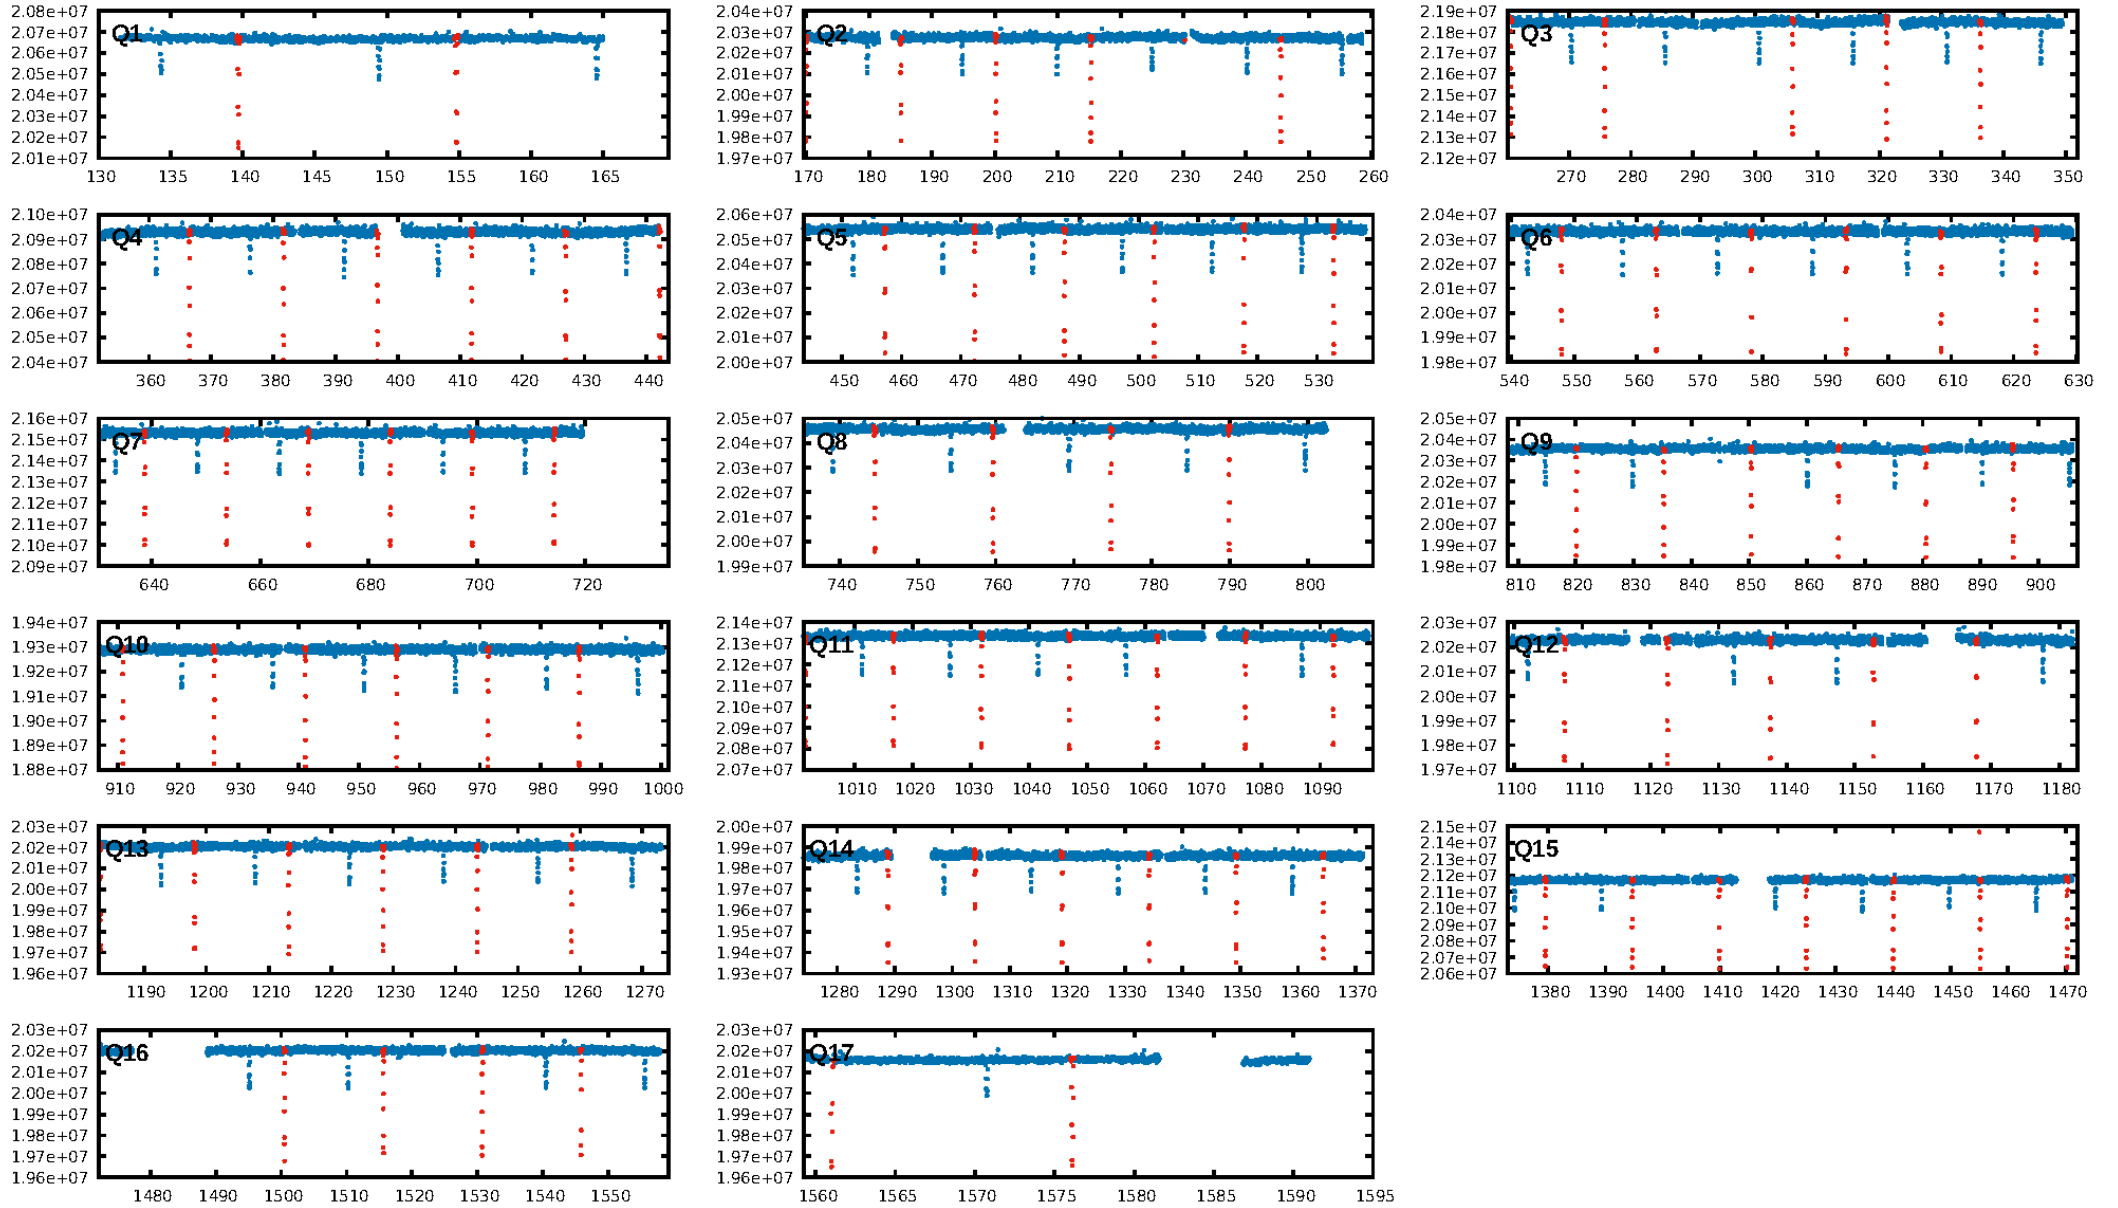 2.08e+07 2.07e+07 2.06e+07 2.05e+07 2.04e+07 2.03e+07 2.02e+07 2.01e+07
Q1
130 135 140 145 150 155 160 165
2.04e+07 2.03e+07 2.02e+07 2.01e+07 2.00e+07 1.99e+07 1.98e+07 1.97e+07
Q2
170 180 190 200 210 220 230 240 250 260
2.19e+07 2.18e+07 2.17e+07 2.16e+07 2.15e+07 2.14e+07 2.13e+07 2.12e+07
Q3
270 280 290 300 310 320 330 340 350
2.10e+07 2.09e+07 2.08e+07 2.07e+07 2.06e+07 2.05e+07 2.04e+07
Q4
360 370 380 390 400 410 420 430 440
2.06e+07 2.05e+07 2.04e+07 2.03e+07 2.02e+07 2.01e+07 2.00e+07
Q5
450 460 470 480 490 500 510 520 530
2.04e+07 2.03e+07 2.02e+07 2.01e+07 2.00e+07 1.99e+07 1.98e+07
Q6
540 550 560 570 580 590 600 610 620 630
2.16e+07 2.15e+07 2.14e+07 2.13e+07 2.12e+07 2.11e+07 2.10e+07 2.09e+07
Q7
640 660 680 700 720
2.05e+07 2.04e+07 2.03e+07 2.02e+07 2.01e+07 2.00e+07 1.99e+07
Q8
740 750 760 770 780 790 800
2.05e+07 2.04e+07 2.03e+07 2.02e+07 2.01e+07 2.00e+07 1.99e+07 1.98e+07
Q9
810 820 830 840 850 860 870 880 890 900
1.94e+07 1.93e+07 1.92e+07 1.91e+07 1.90e+07 1.89e+07 1.88e+07
Q10
910 920 930 940 950 960 970 980 990 1000
2.14e+07 2.13e+07 2.12e+07 2.11e+07 2.10e+07 2.09e+07 2.08e+07 2.07e+07
Q11
1010 1020 1030 1040 1050 1060 1070 1080 1090
2.03e+07 2.02e+07 2.01e+07 2.00e+07 1.99e+07 1.98e+07 1.97e+07
Q12
1100 1110 1120 1130 1140 1150 1160 1170 1180
2.03e+07 2.02e+07 2.01e+07 2.00e+07 1.99e+07 1.98e+07 1.97e+07 1.96e+07
Q13
1190 1200 1210 1220 1230 1240 1250 1260 1270
2.00e+07 1.99e+07 1.98e+07 1.97e+07 1.96e+07 1.95e+07 1.94e+07 1.93e+07
Q14
1280 1290 1300 1310 1320 1330 1340 1350 1360 1370
2.15e+07 2.14e+07 2.13e+07 2.12e+07 2.11e+07 2.10e+07 2.09e+07 2.08e+07 2.07e+07 2.06e+07
Q15
1380 1390 1400 1410 1420 1430 1440 1450 1460 1470
2.03e+07 2.02e+07 2.01e+07 2.00e+07 1.99e+07 1.98e+07 1.97e+07 1.96e+07
Q16
1480 1490 1500 1510 1520 1530 1540 1550
2.03e+07 2.02e+07 2.01e+07 2.00e+07 1.99e+07 1.98e+07 1.97e+07 1.96e+07
Q17
1560 1565 1570 1575 1580 1585 1590 1595